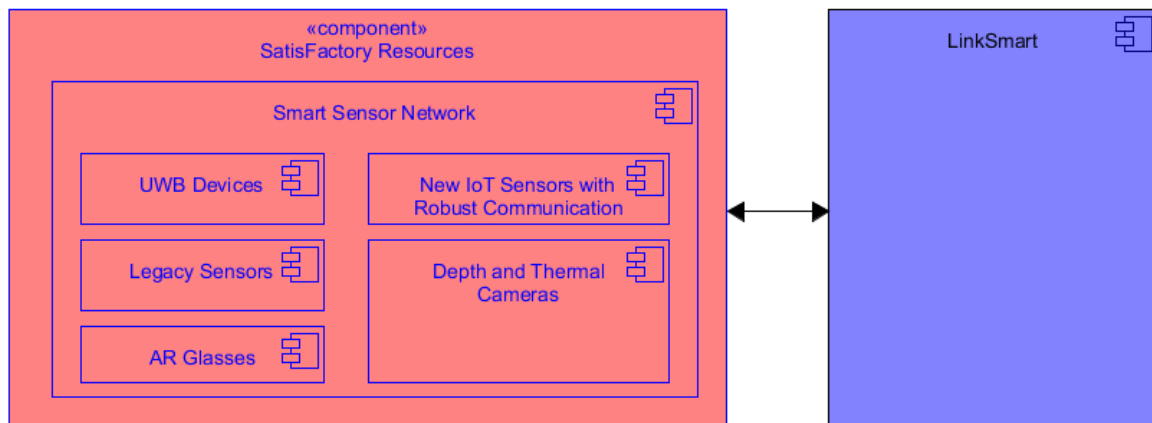 «component»
SatisFactory Resources
Smart Sensor Network
UWB Devices
New IoT Sensors with
Robust Communication
Legacy Sensors
Depth and Thermal
Cameras
AR Glasses
LinkSmart